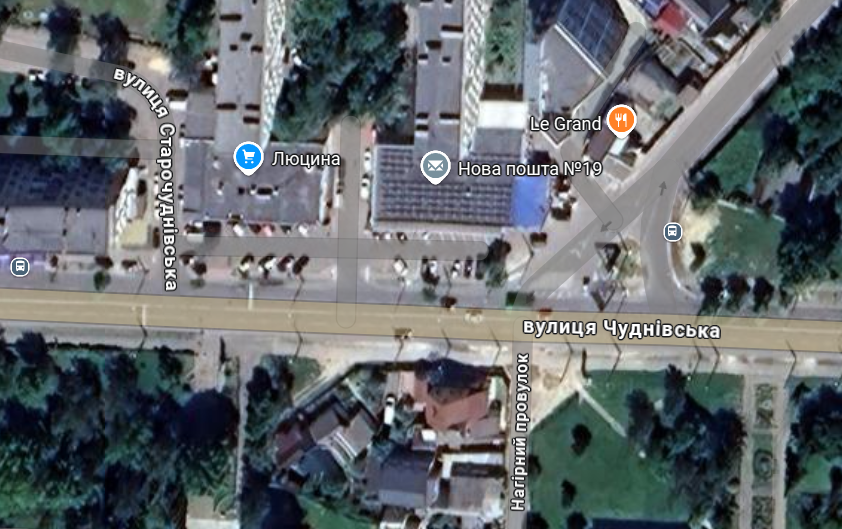 вулиця Старочуднівська
Le Grand
Люцина
Нова пошта №19
вулиця Чуднівська
Нагірний провулок